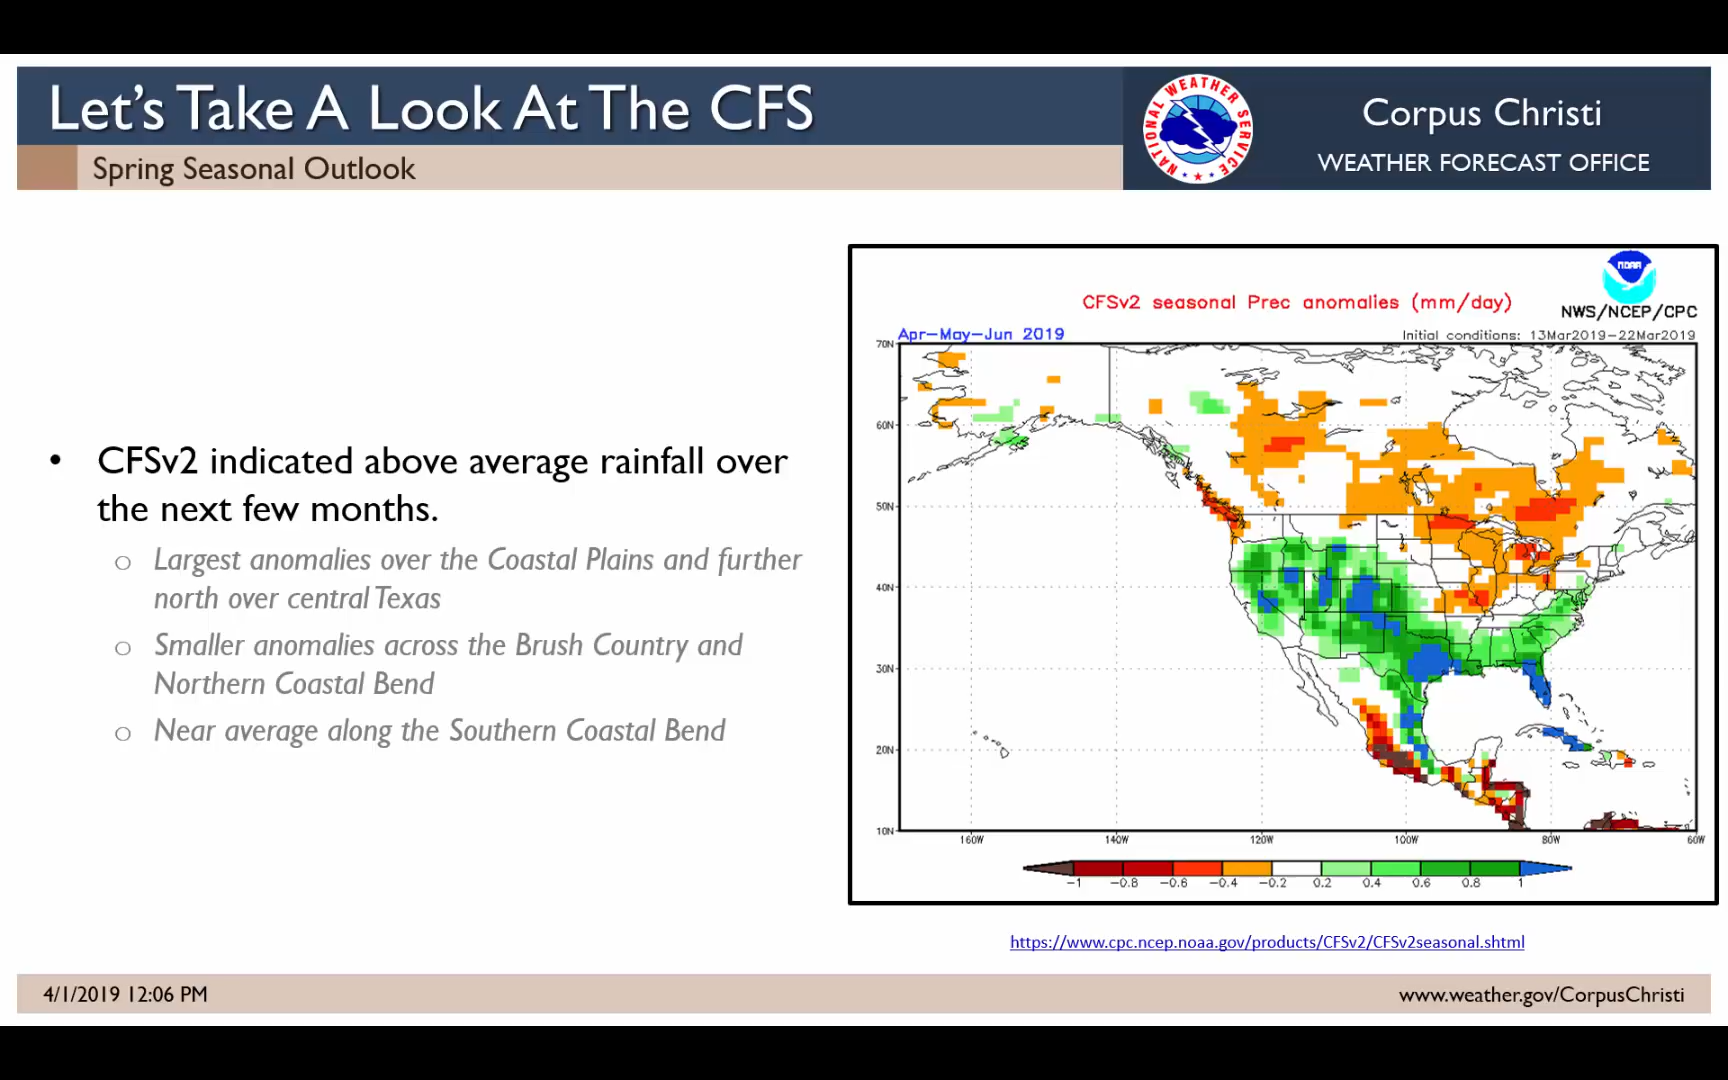 Let's Take A Look At The CFS
Spring Seasonal Outlook
NATIONAL WEATHER SERVICE
Corpus Christi
WEATHER FORECAST OFFICE
• CFSv2 indicated above average rainfall over
the next few months.
o Largest anomalies over the Coastal Plains and further
north over central Texas
o Smaller anomalies across the Brush Country and
Northern Coastal Bend
o Near average along the Southern Coastal Bend
NOAA
CFSv2 seasonal Prec anomalies (mm/day)
NWS/NCEP/CPC
Apr-May-Jun 2019
Initial conditions: 13Mar2019-22Mar2019
70N
60N
50N
40N
30N
20N
10N
160W 140W 120W 100W 80W 60W
-1 -0.8 -0.6 -0.4 -0.2 0.2 0.4 0.6 0.8 1
https://www.cpc.ncep.noaa.gov/products/CFSv2/CFSv2seasonal.shtml
4/1/2019 12:06 PM
www.weather.gov/CorpusChristi